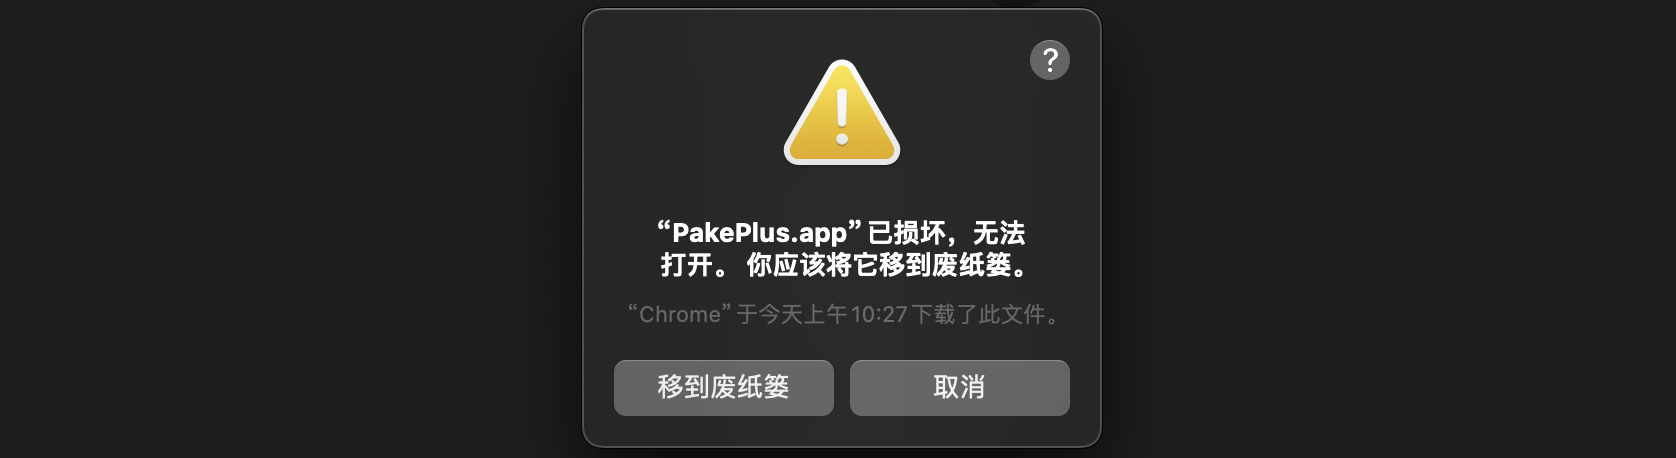 ?
“PakePlus.app”已损坏，无法
打开。 你应该将它移到废纸篓。
“Chrome”于今天上午10:27下载了此文件。
移到废纸篓
取消